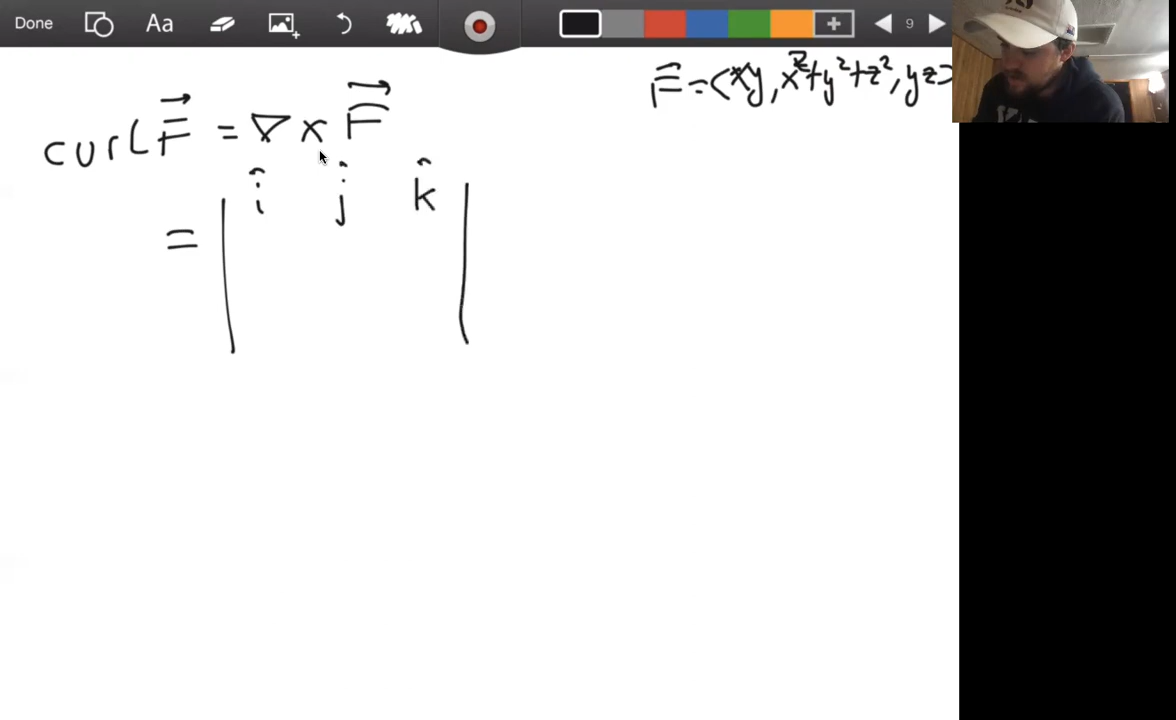 Done Aa 9
F⃗ = <xy, x²+y²+z², yz>
curl F⃗ = ∇ × F⃗
= | î ĵ k̂ |